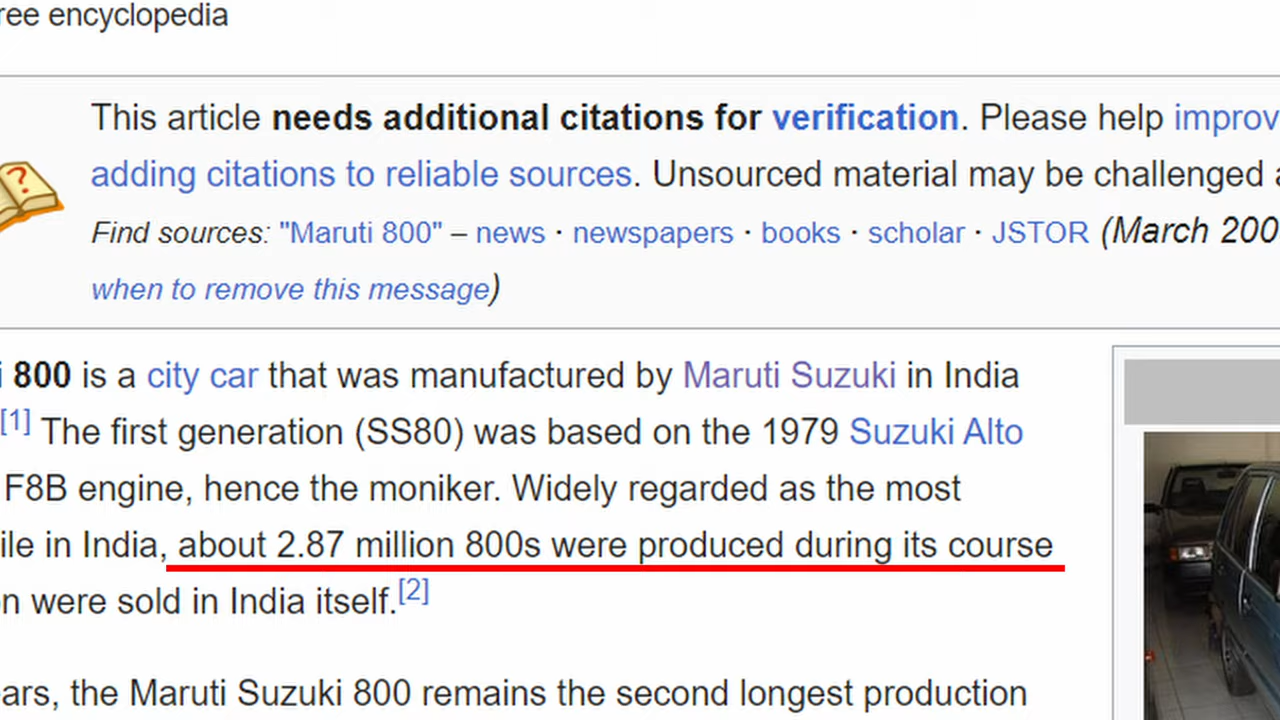 ree encyclopedia
This article needs additional citations for verification. Please help improv
adding citations to reliable sources. Unsourced material may be challenged a
Find sources: "Maruti 800" – news · newspapers · books · scholar · JSTOR (March 200
when to remove this message)
i 800 is a city car that was manufactured by Maruti Suzuki in India
[1] The first generation (SS80) was based on the 1979 Suzuki Alto
F8B engine, hence the moniker. Widely regarded as the most
ile in India, about 2.87 million 800s were produced during its course
n were sold in India itself.[2]
ars, the Maruti Suzuki 800 remains the second longest production